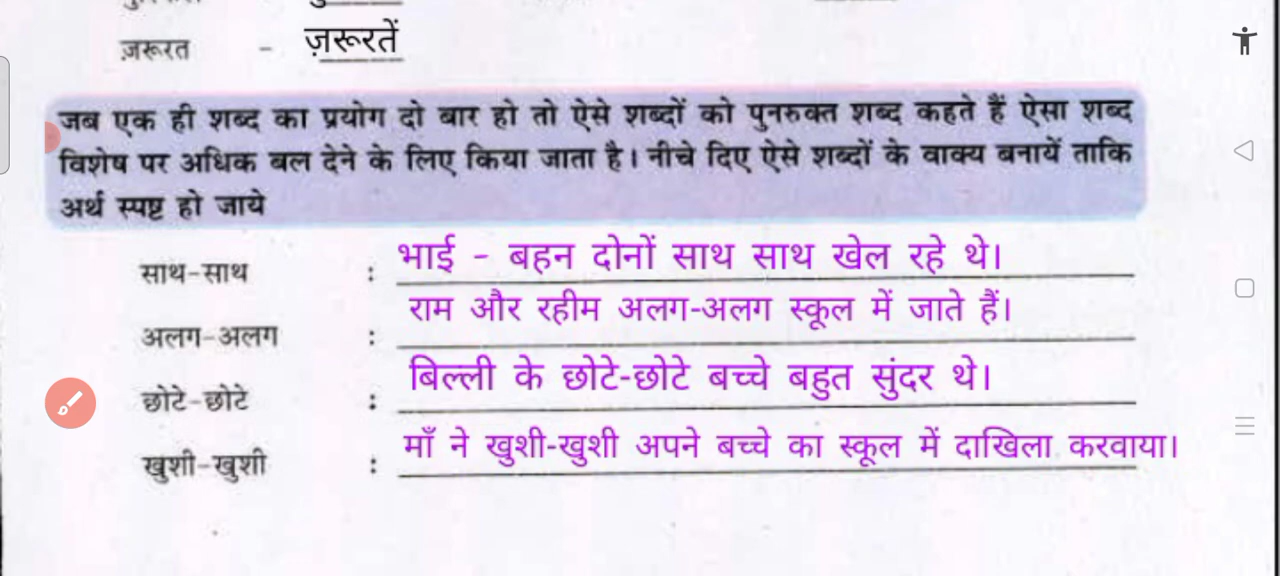 ज़रूरत - ज़रूरतें
जब एक ही शब्द का प्रयोग दो बार हो तो ऐसे शब्दों को पुनरुक्त शब्द कहते हैं ऐसा शब्द
विशेष पर अधिक बल देने के लिए किया जाता है। नीचे दिए ऐसे शब्दों के वाक्य बनायें ताकि
अर्थ स्पष्ट हो जाये
साथ-साथ : भाई - बहन दोनों साथ साथ खेल रहे थे।
अलग-अलग : राम और रहीम अलग-अलग स्कूल में जाते हैं।
छोटे-छोटे : बिल्ली के छोटे-छोटे बच्चे बहुत सुंदर थे।
खुशी-खुशी : माँ ने खुशी-खुशी अपने बच्चे का स्कूल में दाखिला करवाया।